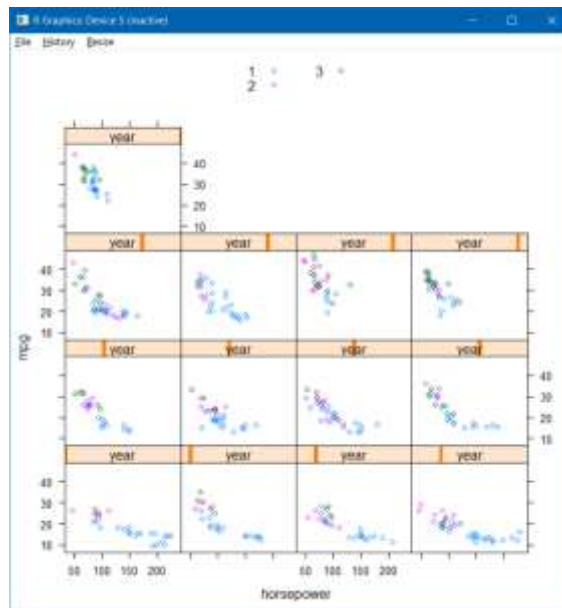 R Graphics Device 5 (inactive)
File History Resize
1 3
2
year
40
30
20
10
year year year year
40
30
20
10
mpg
year year year year
40
30
20
10
year year year year
40
30
20
10
50 100 150 200 50 100 150 200
horsepower